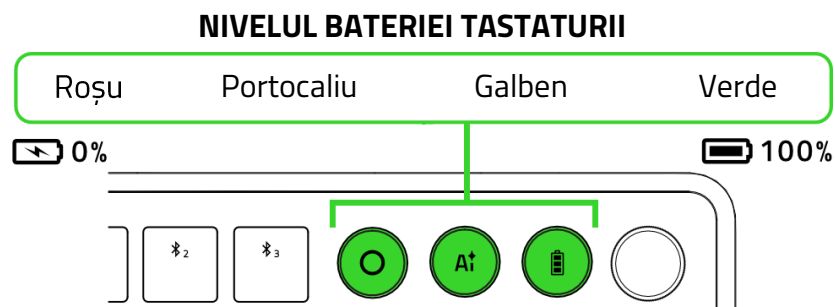 NIVELUL BATERIEI TASTATURII
Roșu Portocaliu Galben Verde
0% 100%
2 3 Ai